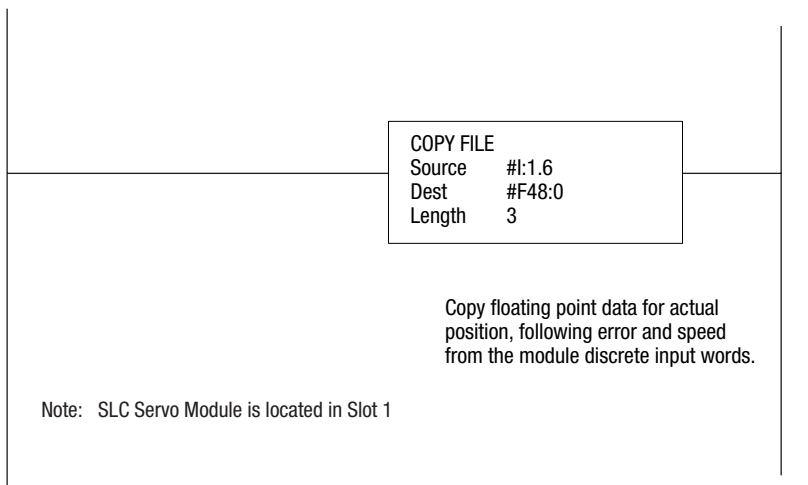 COPY FILE
Source #I:1.6
Dest #F48:0
Length 3
Copy floating point data for actual
position, following error and speed
from the module discrete input words.
Note: SLC Servo Module is located in Slot 1